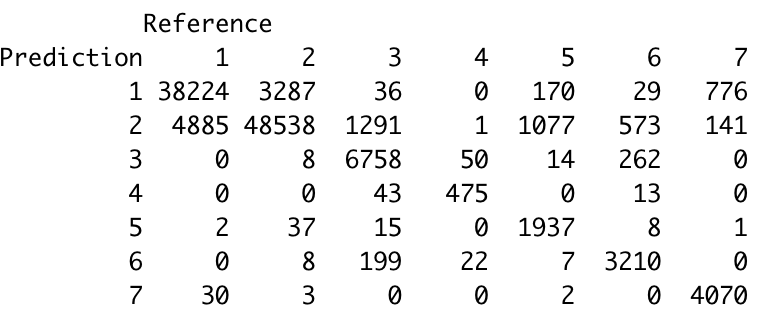 Reference
Prediction 1 2 3 4 5 6 7
1 38224 3287 36 0 170 29 776
2 4885 48538 1291 1 1077 573 141
3 0 8 6758 50 14 262 0
4 0 0 43 475 0 13 0
5 2 37 15 0 1937 8 1
6 0 8 199 22 7 3210 0
7 30 3 0 0 2 0 4070